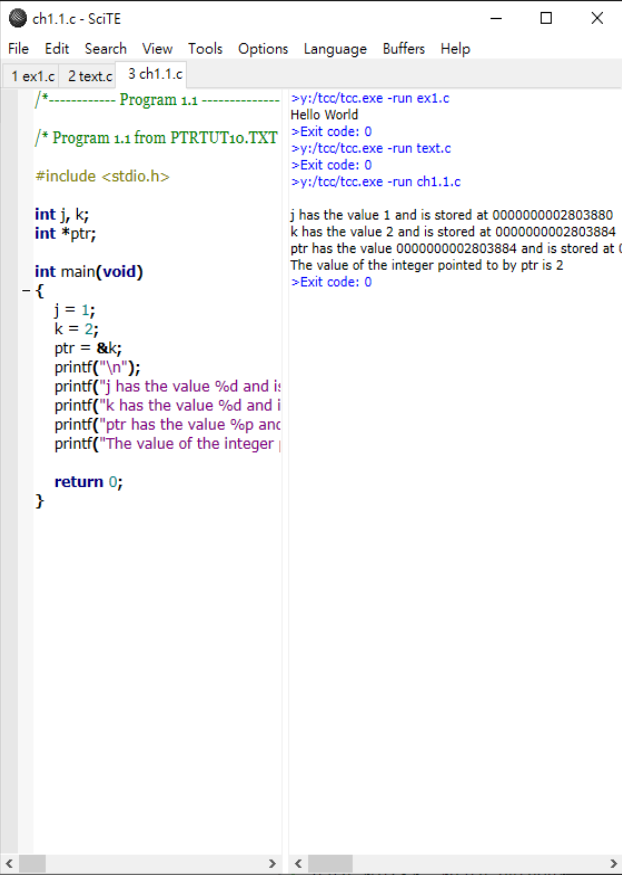 ch1.1.c - SciTE
File Edit Search View Tools Options Language Buffers Help
1 ex1.c 2 text.c 3 ch1.1.c
/*------------ Program 1.1 ---------------
/* Program 1.1 from PTRTUT10.TXT
#include <stdio.h>
int j, k;
int *ptr;
int main(void)
{
j = 1;
k = 2;
ptr = &k;
printf("\n");
printf("j has the value %d and is
printf("k has the value %d and i
printf("ptr has the value %p and
printf("The value of the integer
return 0;
}
>y:/tcc/tcc.exe -run ex1.c
Hello World
>Exit code: 0
>y:/tcc/tcc.exe -run text.c
>Exit code: 0
>y:/tcc/tcc.exe -run ch1.1.c
j has the value 1 and is stored at 0000000002803880
k has the value 2 and is stored at 0000000002803884
ptr has the value 0000000002803884 and is stored at 0
The value of the integer pointed to by ptr is 2
>Exit code: 0